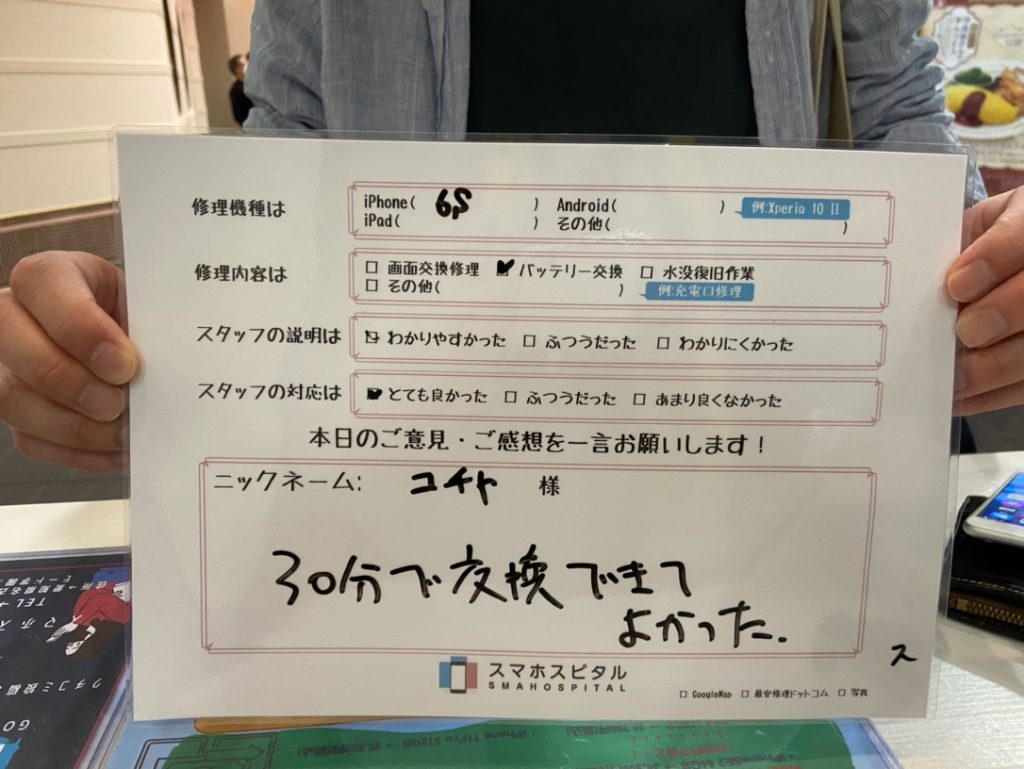 修理機種は
iPhone( 6S ) Android( ) 例:Xperia 10 II
iPad( ) その他( )
修理内容は
□ 画面交換修理 ☑ バッテリー交換 □ 水没復旧作業
□ その他( ) 例:充電口修理
スタッフの説明は
☑ わかりやすかった □ ふつうだった □ わかりにくかった
スタッフの対応は
☑ とても良かった □ ふつうだった □ あまり良くなかった
本日のご意見・ご感想を一言お願いします!
ニックネーム: コチャ 様
30分で交換できて
よかった.
ス
スマホスピタル
SMAHOSPITAL
□ GoogleMap □ 最安修理ドットコム □ 写真
TEL→